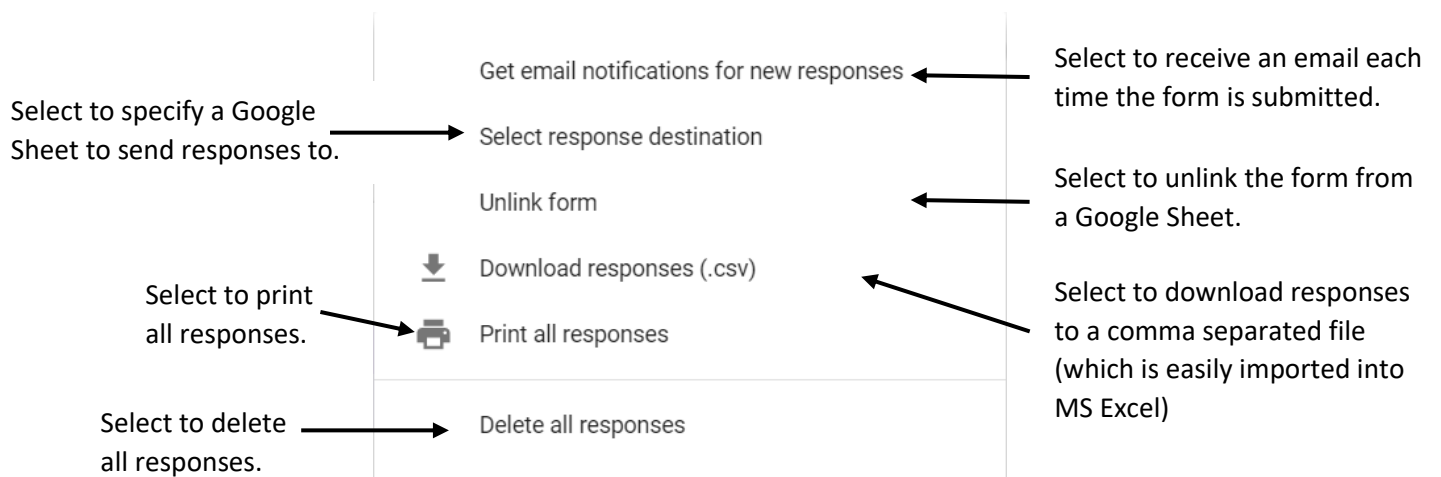 Get email notifications for new responses
Select to receive an email each
time the form is submitted.
Select to specify a Google
Sheet to send responses to.
Select response destination
Unlink form
Select to unlink the form from
a Google Sheet.
Download responses (.csv)
Select to download responses
to a comma separated file
(which is easily imported into
MS Excel)
Select to print
all responses.
Print all responses
Select to delete
all responses.
Delete all responses